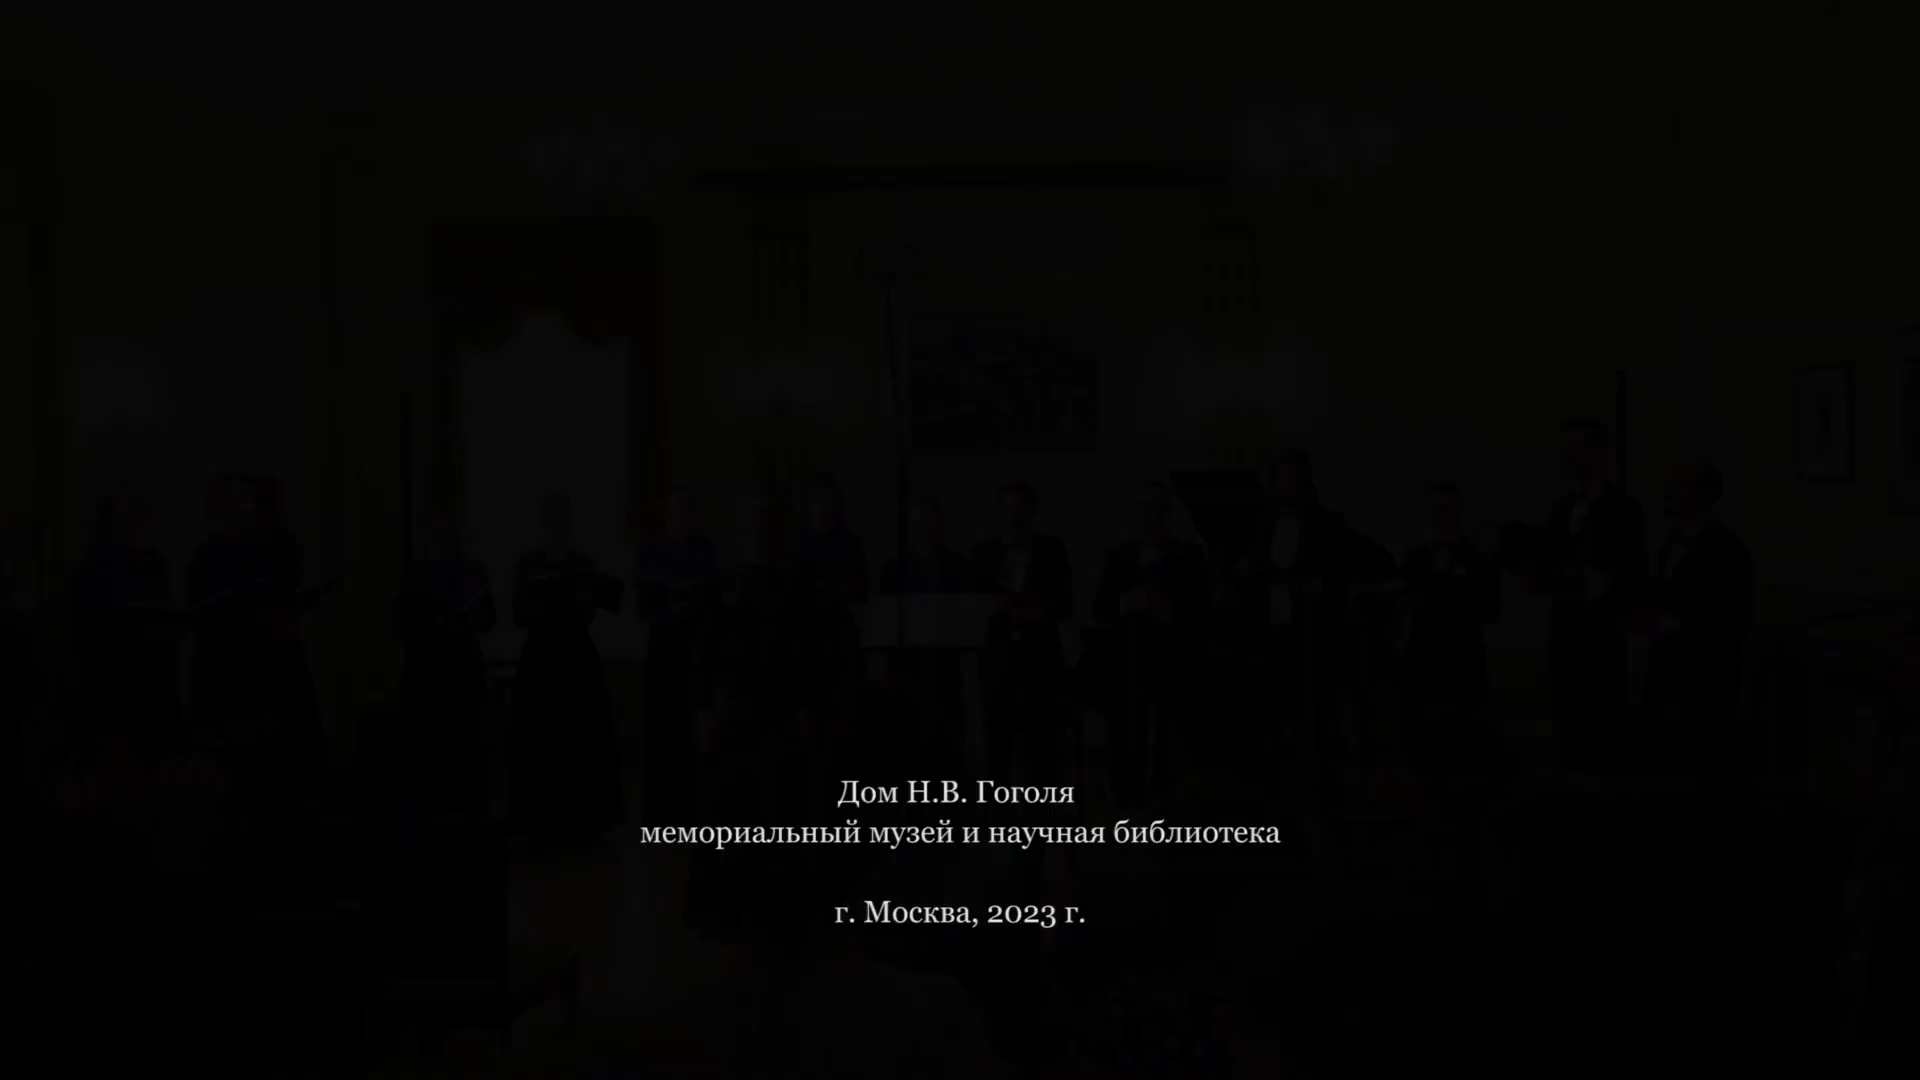 Дом Н.В. Гоголя
мемориальный музей и научная библиотека
г. Москва, 2023 г.